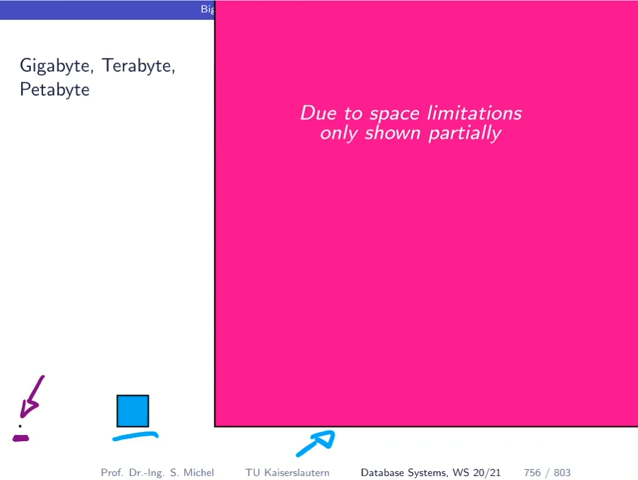 Big
Gigabyte, Terabyte,
Petabyte
Due to space limitations
only shown partially
Prof. Dr.-Ing. S. Michel TU Kaiserslautern Database Systems, WS 20/21 756 / 803